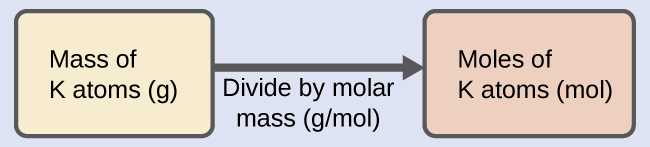 Mass of
K atoms (g)
Divide by molar
mass (g/mol)
Moles of
K atoms (mol)